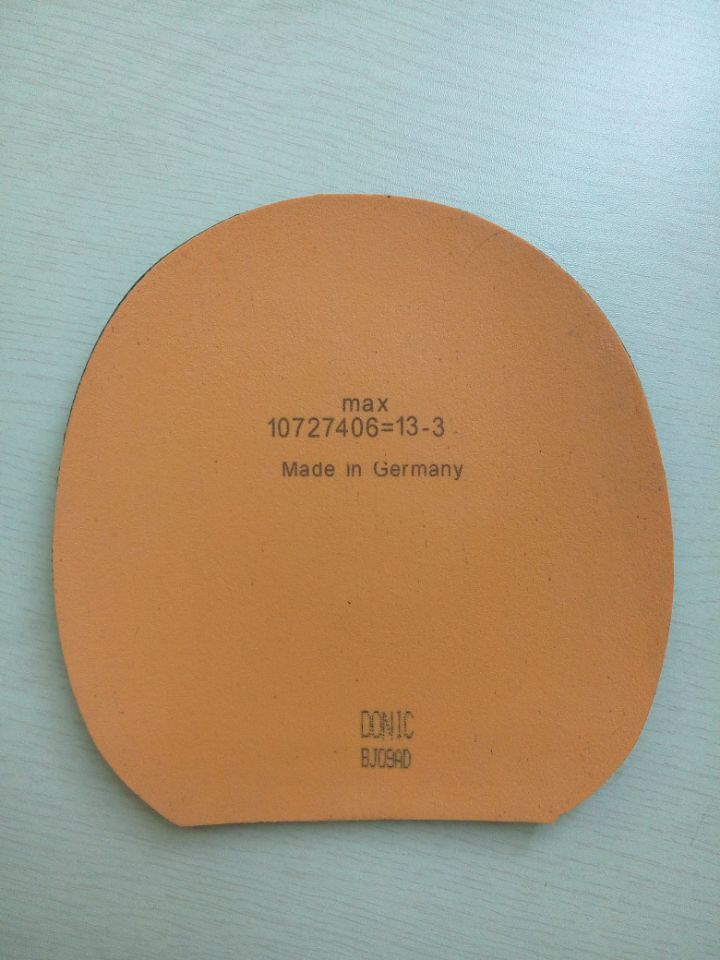 max
10727406=13-3
Made in Germany
DONIC
BJ09AD